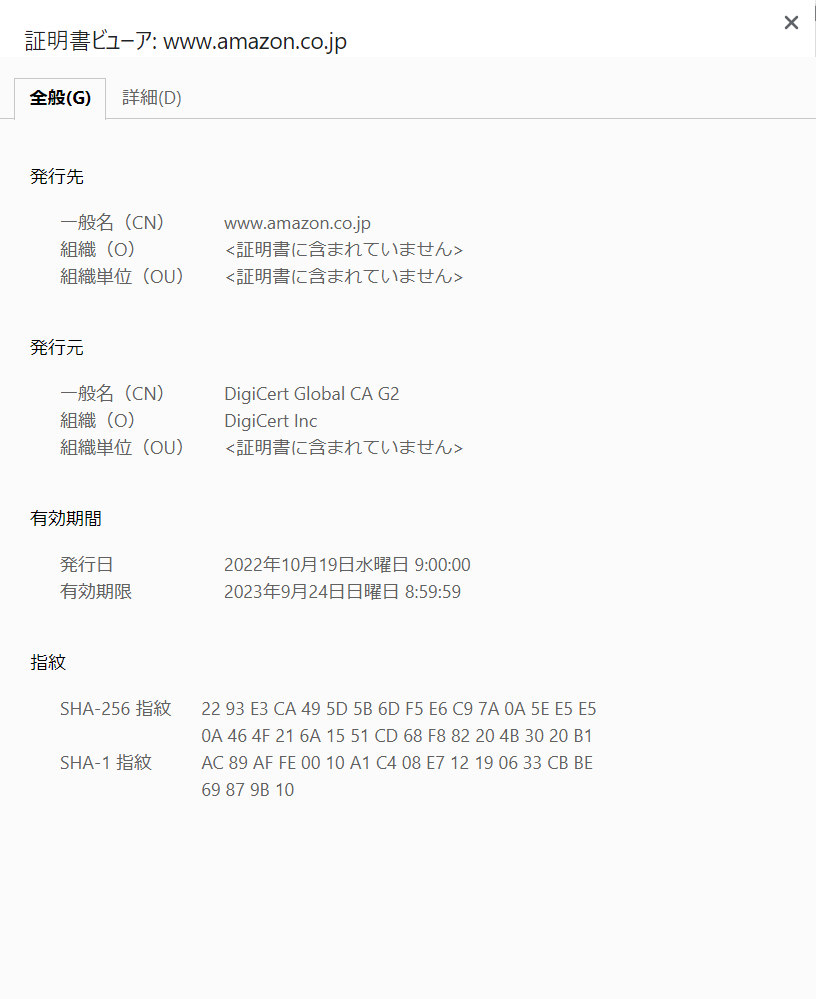 証明書ビューア: www.amazon.co.jp
全般(G) 詳細(D)
発行先
一般名（CN） www.amazon.co.jp
組織（O） <証明書に含まれていません>
組織単位（OU） <証明書に含まれていません>
発行元
一般名（CN） DigiCert Global CA G2
組織（O） DigiCert Inc
組織単位（OU） <証明書に含まれていません>
有効期間
発行日 2022年10月19日水曜日 9:00:00
有効期限 2023年9月24日日曜日 8:59:59
指紋
SHA-256 指紋 22 93 E3 CA 49 5D 5B 6D F5 E6 C9 7A 0A 5E E5 E5
0A 46 4F 21 6A 15 51 CD 68 F8 82 20 4B 30 20 B1
SHA-1 指紋 AC 89 AF FE 00 10 A1 C4 08 E7 12 19 06 33 CB BE
69 87 9B 10